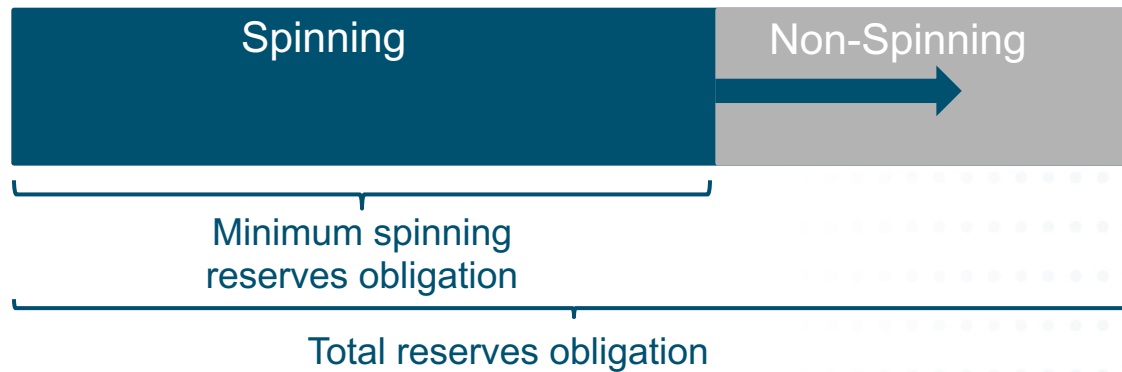 Spinning
Non-Spinning
Minimum spinning
reserves obligation
Total reserves obligation